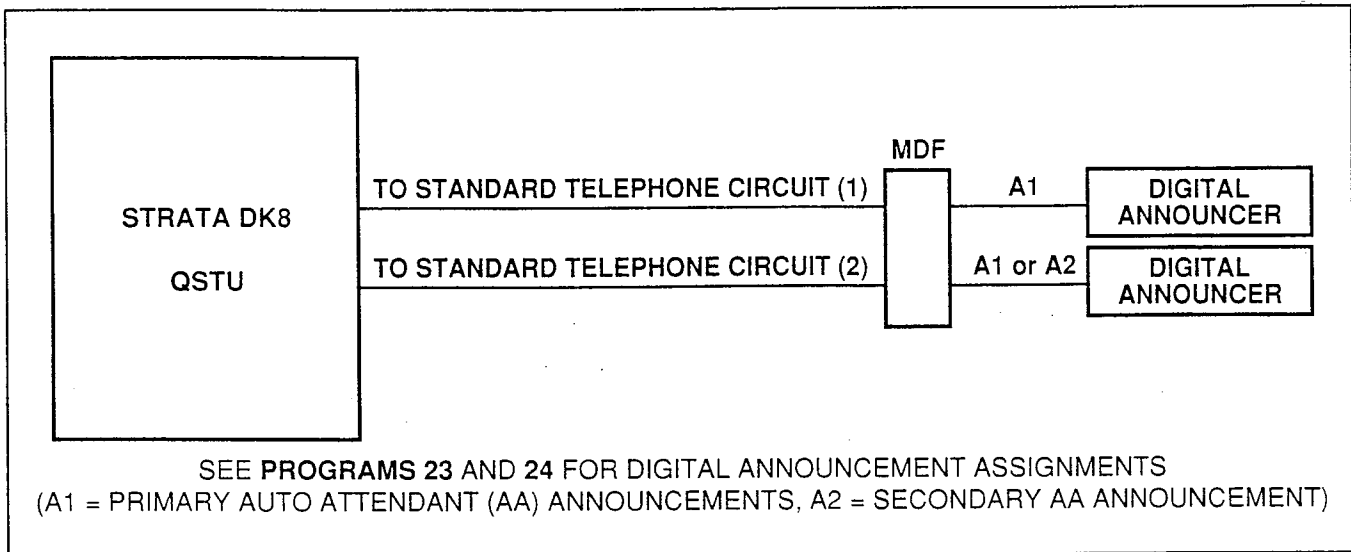 STRATA DK8
QSTU
MDF
TO STANDARD TELEPHONE CIRCUIT (1)
A1
DIGITAL
ANNOUNCER
TO STANDARD TELEPHONE CIRCUIT (2)
A1 or A2
DIGITAL
ANNOUNCER
SEE PROGRAMS 23 AND 24 FOR DIGITAL ANNOUNCEMENT ASSIGNMENTS
(A1 = PRIMARY AUTO ATTENDANT (AA) ANNOUNCEMENTS, A2 = SECONDARY AA ANNOUNCEMENT)